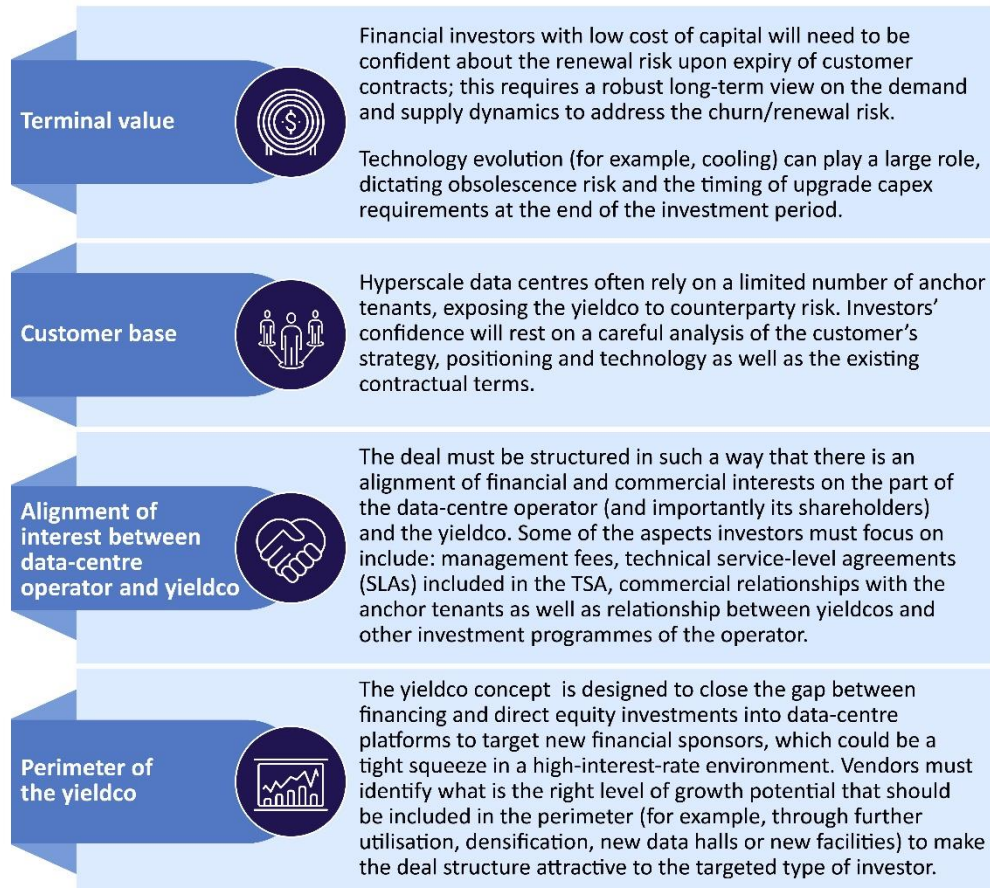 Terminal value
Financial investors with low cost of capital will need to be
confident about the renewal risk upon expiry of customer
contracts; this requires a robust long-term view on the demand
and supply dynamics to address the churn/renewal risk.
Technology evolution (for example, cooling) can play a large role,
dictating obsolescence risk and the timing of upgrade capex
requirements at the end of the investment period.
Customer base
Hyperscale data centres often rely on a limited number of anchor
tenants, exposing the yieldco to counterparty risk. Investors’
confidence will rest on a careful analysis of the customer’s
strategy, positioning and technology as well as the existing
contractual terms.
Alignment of
interest between
data-centre
operator and yieldco
The deal must be structured in such a way that there is an
alignment of financial and commercial interests on the part of
the data-centre operator (and importantly its shareholders)
and the yieldco. Some of the aspects investors must focus on
include: management fees, technical service-level agreements
(SLAs) included in the TSA, commercial relationships with the
anchor tenants as well as relationship between yieldcos and
other investment programmes of the operator.
Perimeter of
the yieldco
The yieldco concept is designed to close the gap between
financing and direct equity investments into data-centre
platforms to target new financial sponsors, which could be a
tight squeeze in a high-interest-rate environment. Vendors must
identify what is the right level of growth potential that should
be included in the perimeter (for example, through further
utilisation, densification, new data halls or new facilities) to make
the deal structure attractive to the targeted type of investor.